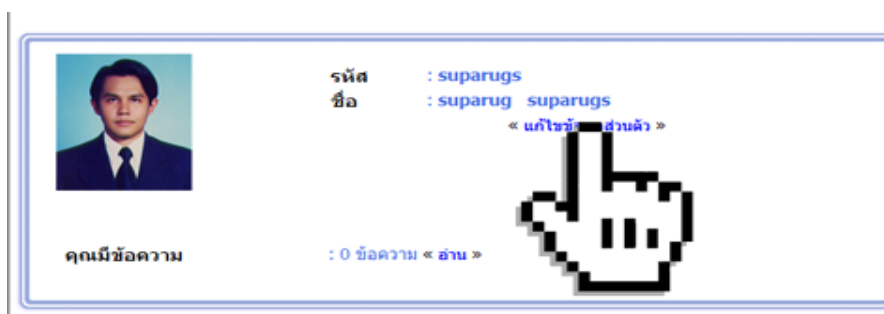 รหัส : suparugs
ชื่อ : suparug suparugs
« แก้ไข ส่วนตัว »
คุณมีข้อความ : 0 ข้อความ « อ่าน »